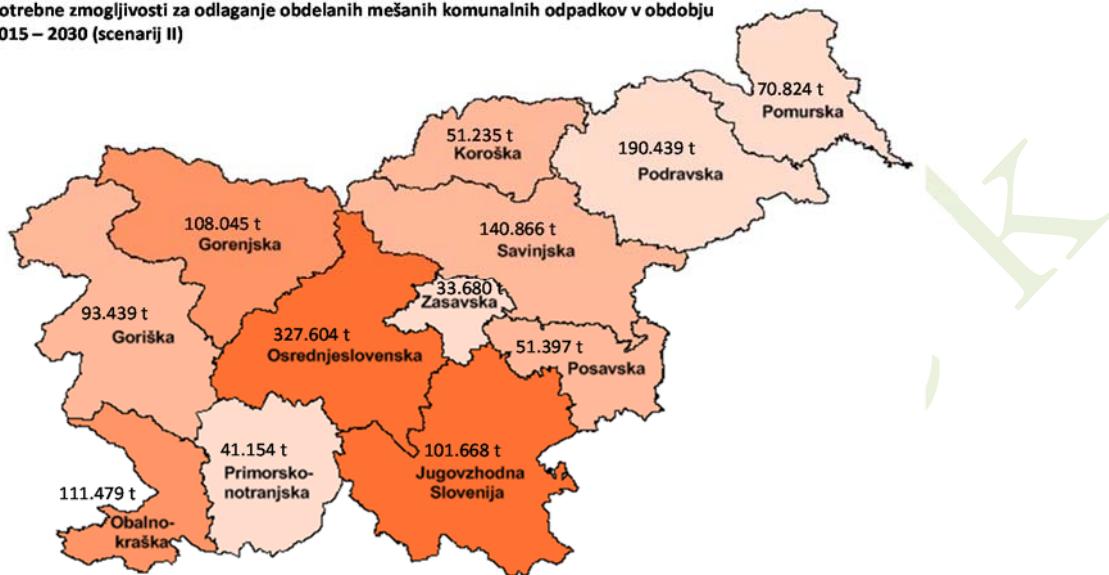 otrebne zmogljivosti za odlaganje obdelanih mešanih komunalnih odpadkov v obdobju
015 – 2030 (scenarij II)
70.824 t
Pomurska
51.235 t
Koroška
190.439 t
Podravska
108.045 t
Gorenjska
140.866 t
Savinjska
33.680 t
Zasavska
93.439 t
Goriška
327.604 t
Osrednjeslovenska
51.397 t
Posavska
41.154 t
Primorsko-
notranjska
101.668 t
Jugovzhodna
Slovenija
111.479 t
Obalno-
kraška
K